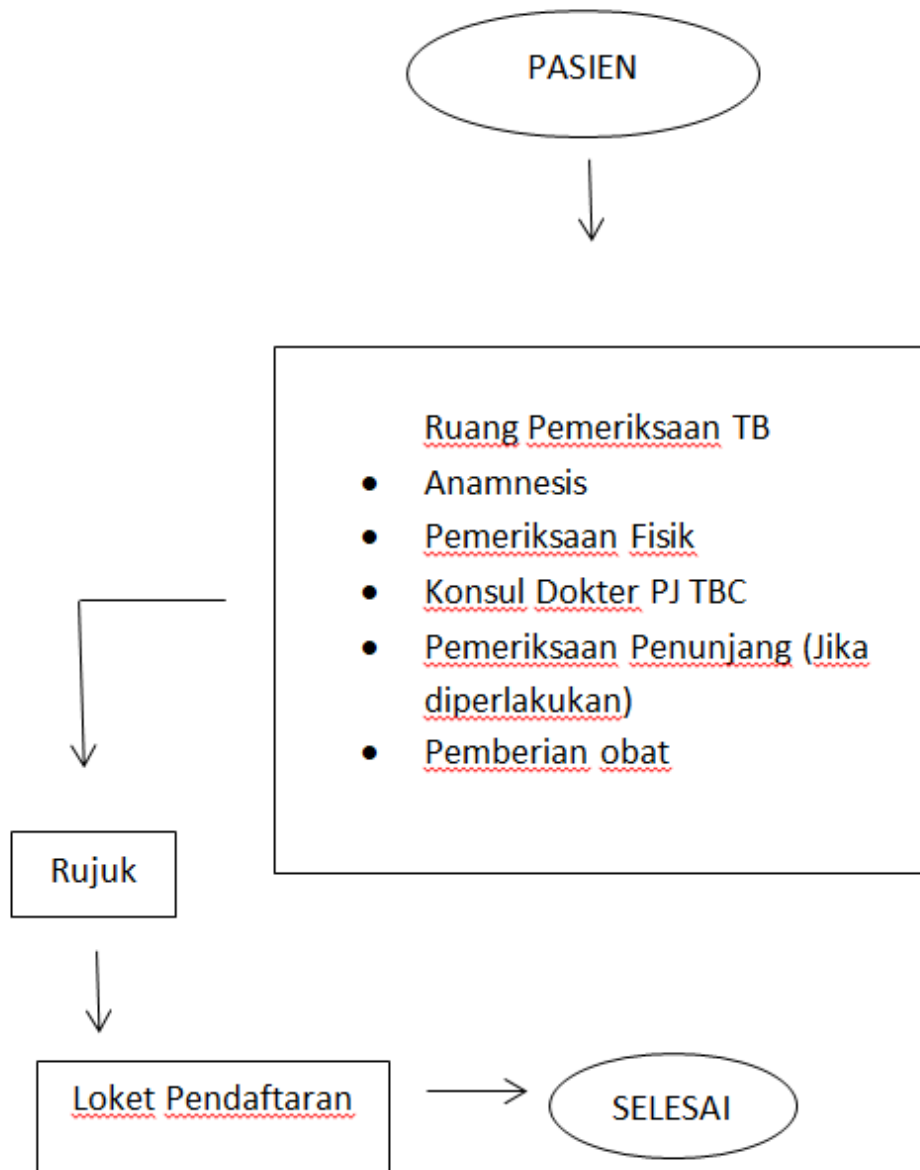 PASIEN
Ruang Pemeriksaan TB
• Anamnesis
• Pemeriksaan Fisik
• Konsul Dokter PJ TBC
• Pemeriksaan Penunjang (Jika
diperlakukan)
• Pemberian obat
Rujuk
Loket Pendaftaran
SELESAI